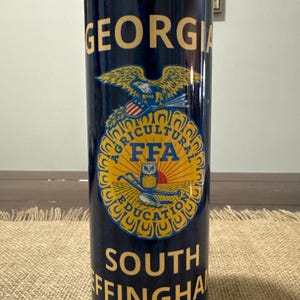 GEORGIA
AGRICULTURAL
FFA
EDUCATION
SOUTH
EFFINGHA